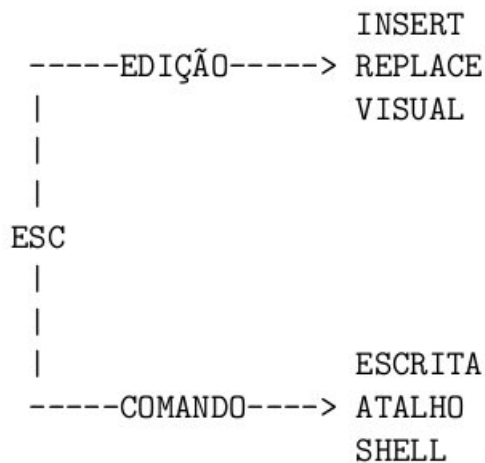 INSERT
-----EDIÇÃO-----> REPLACE
| VISUAL
|
|
ESC
|
|
| ESCRITA
-----COMANDO----> ATALHO
SHELL